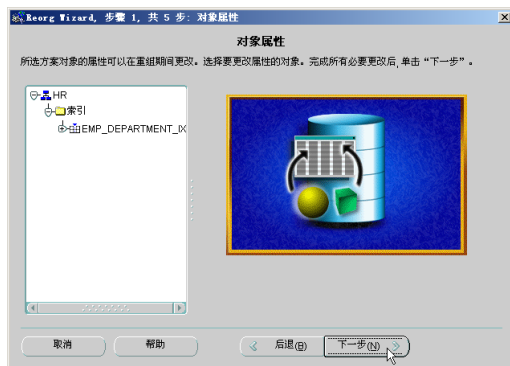 Reorg Wizard, 步骤 1, 共 5 步: 对象属性
对象属性
所选方案对象的属性可以在重组期间更改。选择要更改属性的对象。完成所有必要更改后, 单击“下一步”。
HR
索引
EMP_DEPARTMENT_IX
取消
帮助
后退(B)
下一步(N)